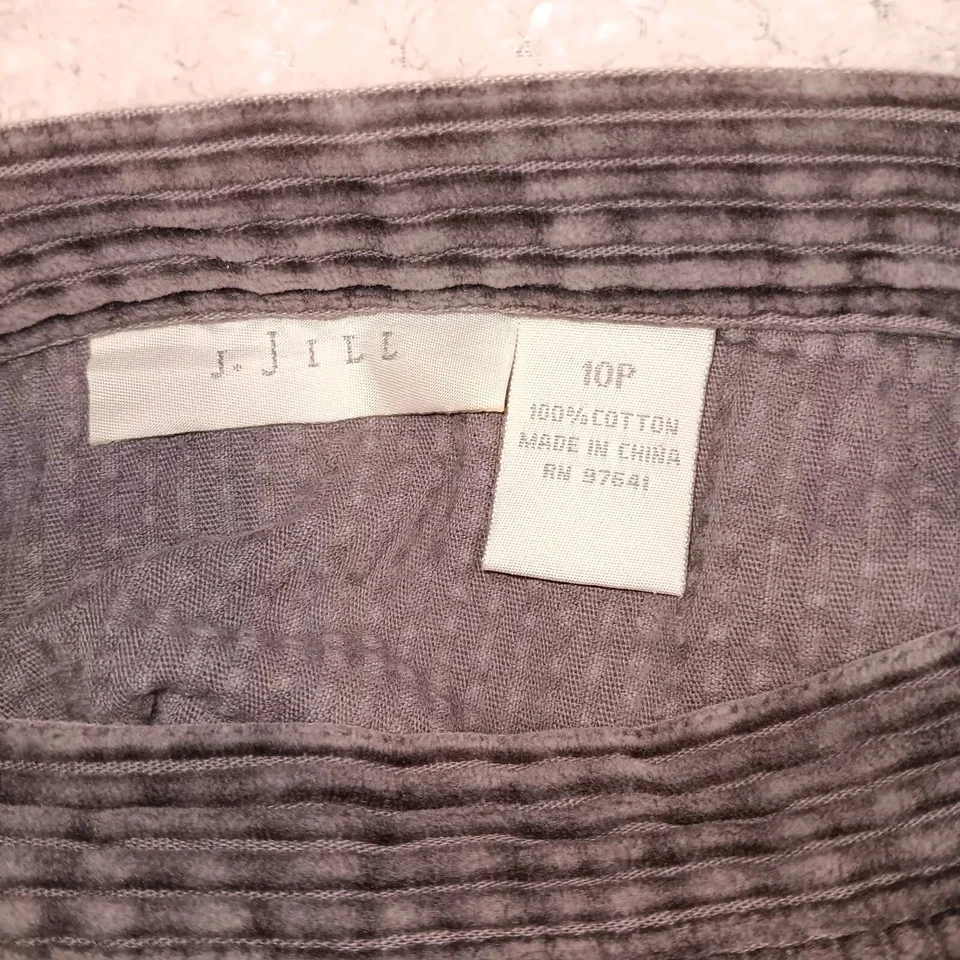 J. JILL
10P
100% COTTON
MADE IN CHINA
RN 97641